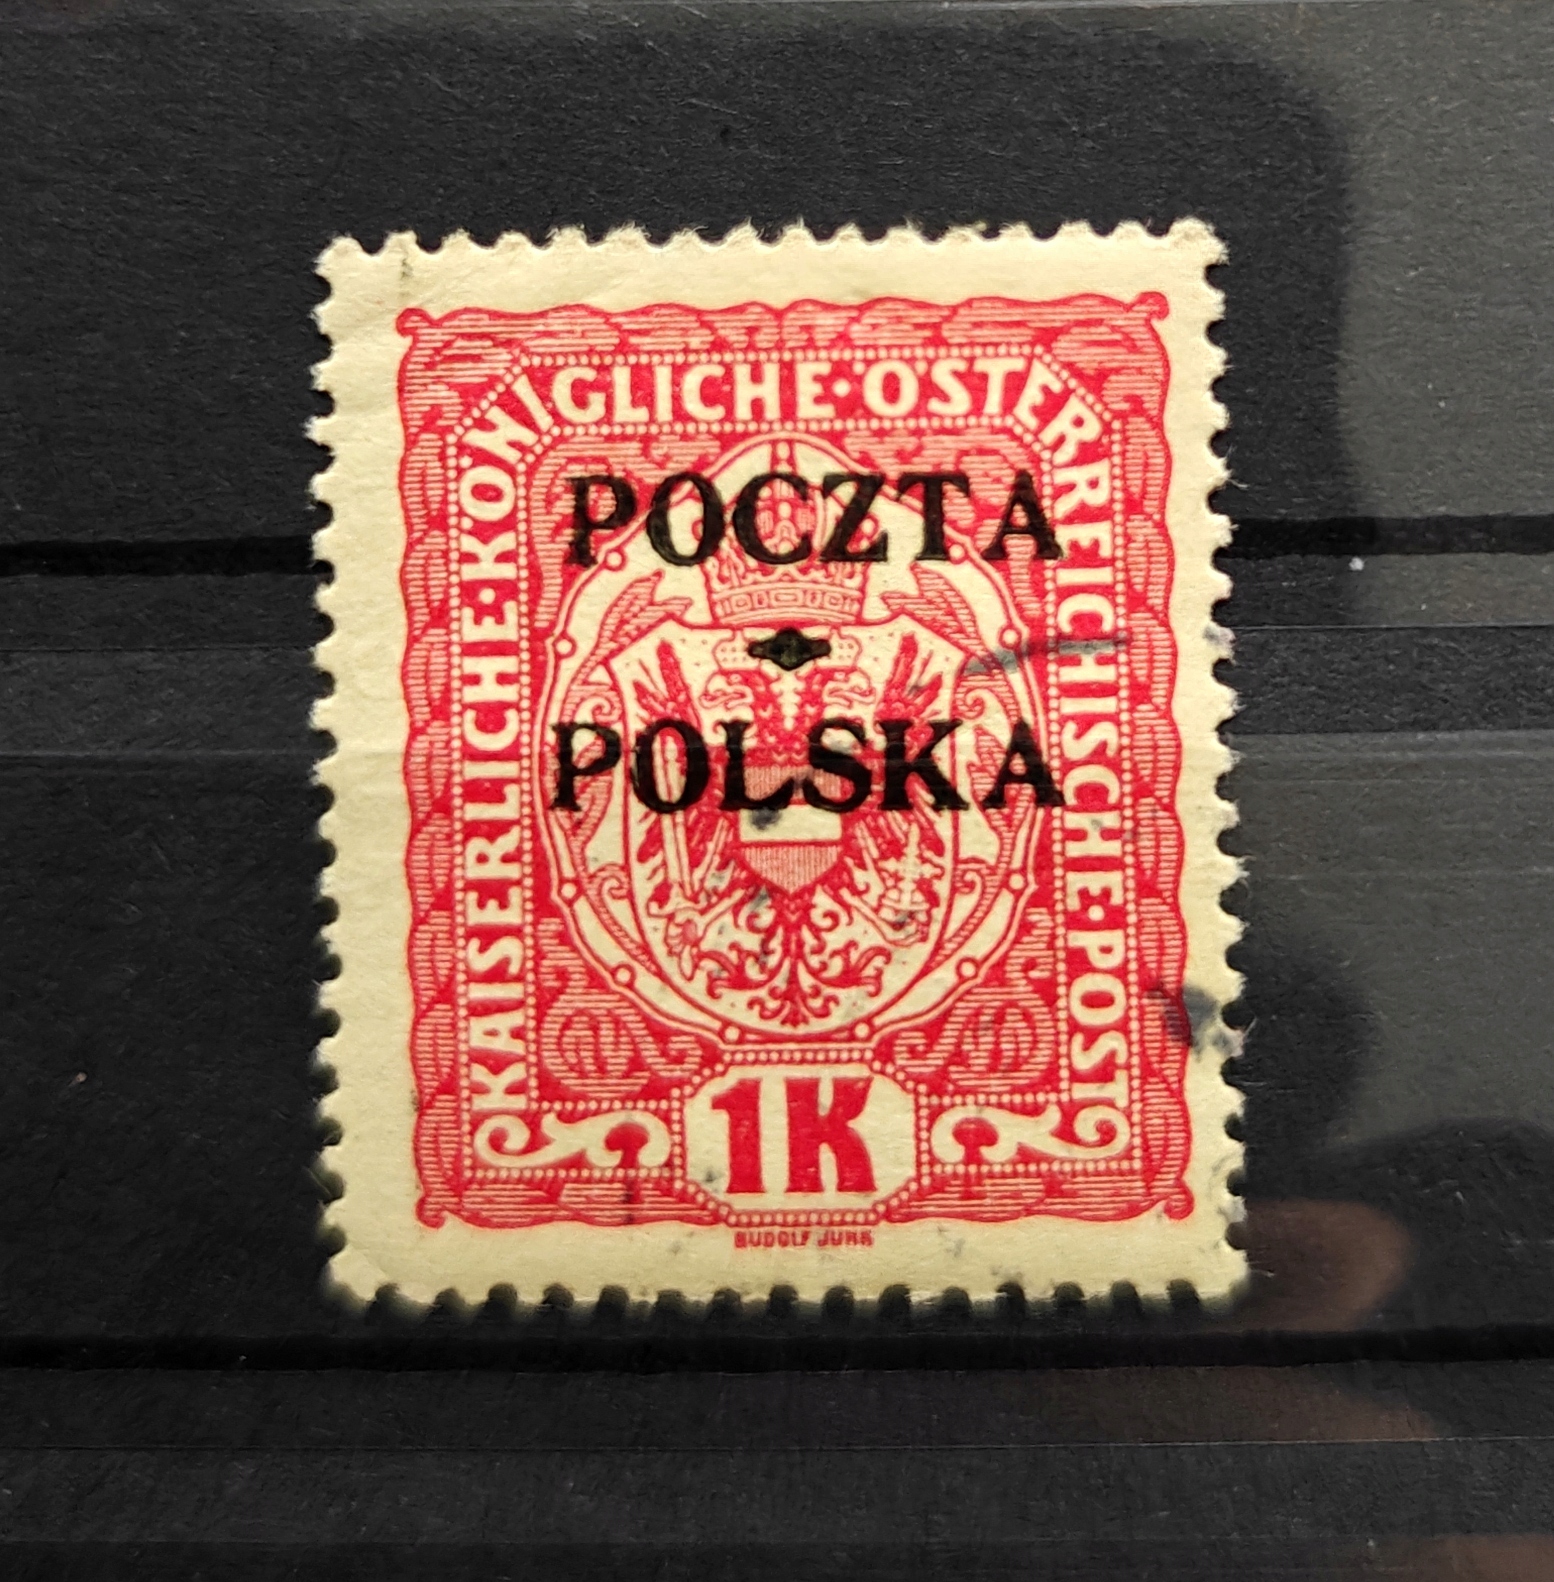 KAISERLICHE·KÖNIGLICHE·ÖSTERREICHISCHE·POST
POCZTA
POLSKA
1K
RUDOLF JUNK